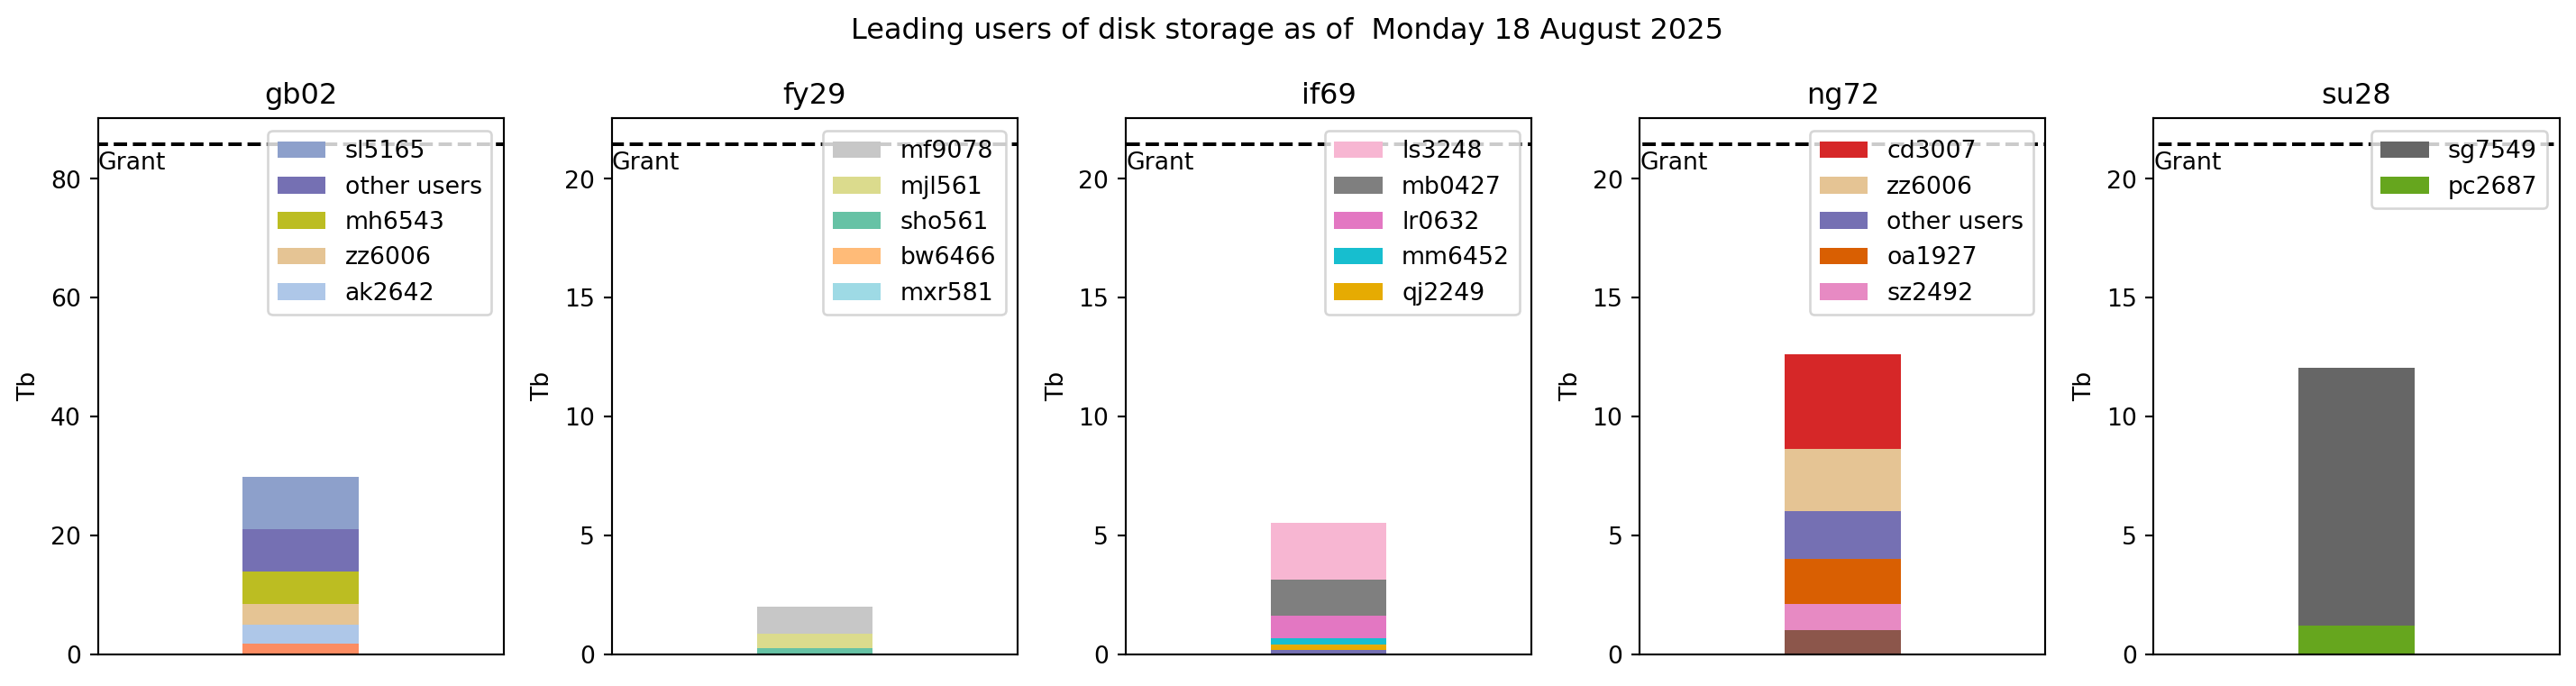 Leading users of disk storage as of  Monday 18 August 2025
gb02
Grant
sl5165
other users
mh6543
zz6006
ak2642
80
60
40
20
0
Tb
fy29
Grant
mf9078
mjl561
sho561
bw6466
mxr581
20
15
10
5
0
Tb
if69
Grant
ls3248
mb0427
lr0632
mm6452
qj2249
20
15
10
5
0
Tb
ng72
Grant
cd3007
zz6006
other users
oa1927
sz2492
20
15
10
5
0
Tb
su28
Grant
sg7549
pc2687
20
15
10
5
0
Tb